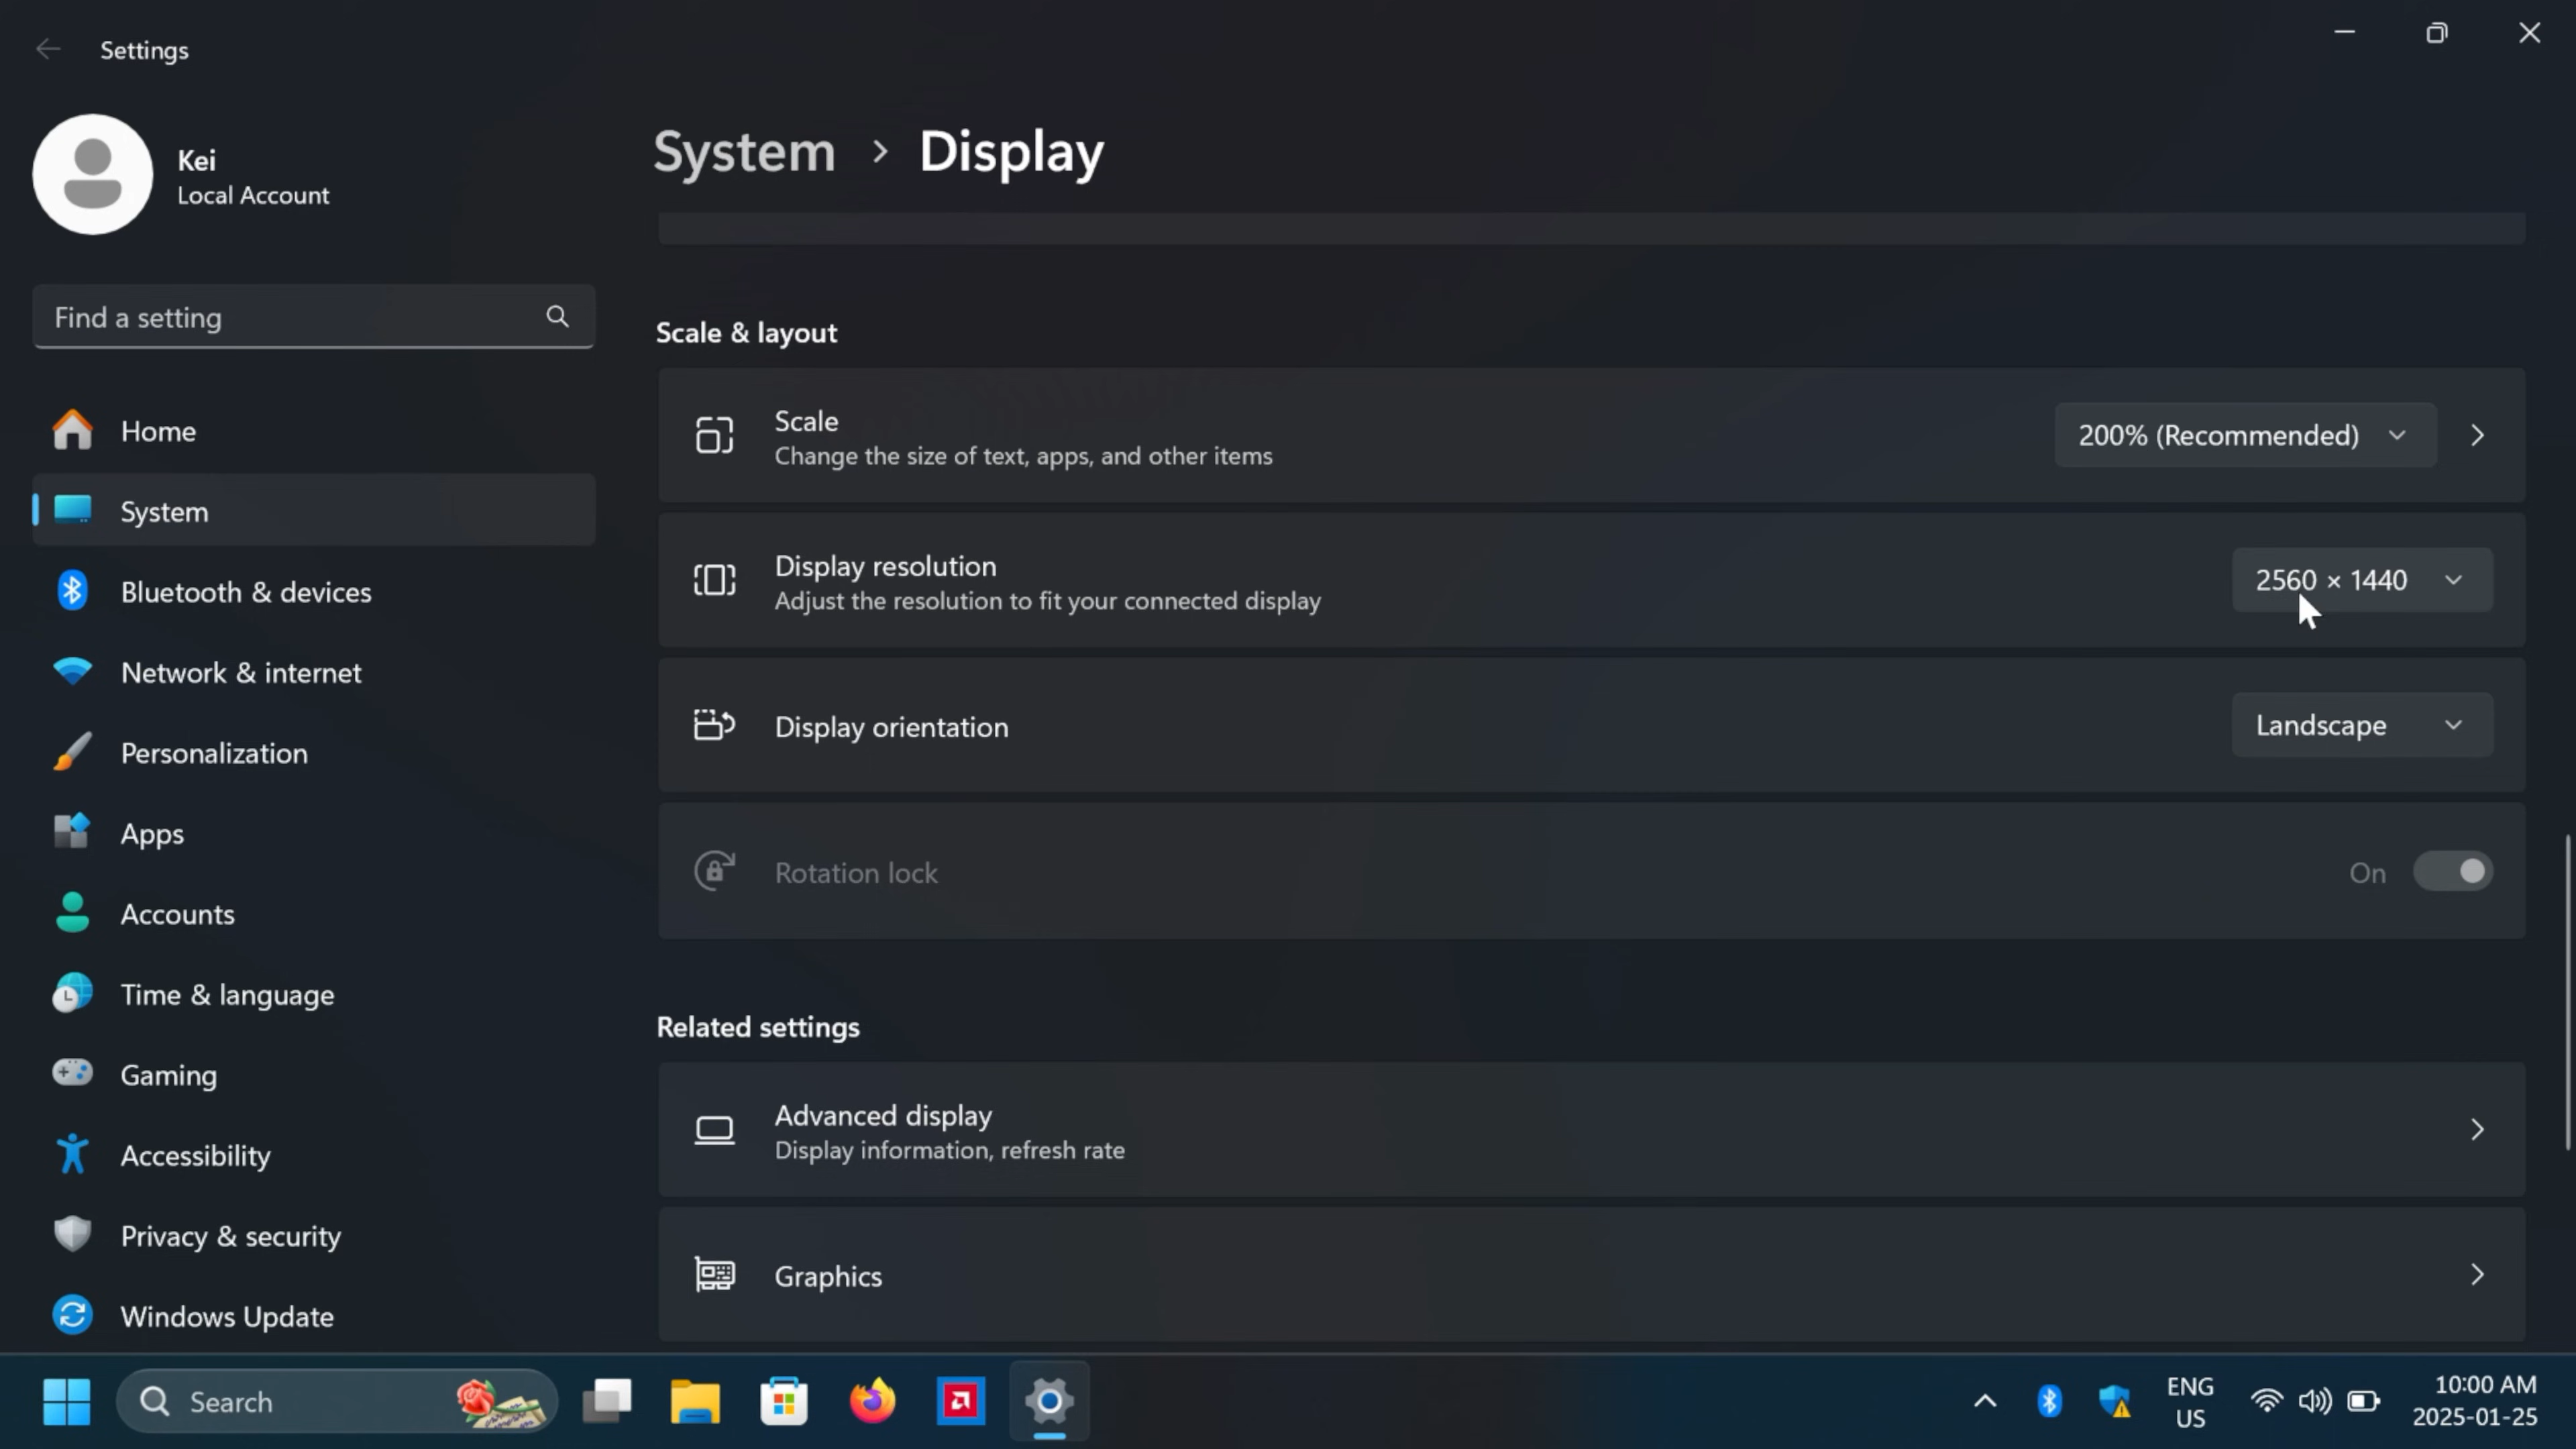 Settings
Kei
Local Account
Find a setting
Home
System
Bluetooth & devices
Network & internet
Personalization
Apps
Accounts
Time & language
Gaming
Accessibility
Privacy & security
Windows Update
System > Display
Scale & layout
Scale
Change the size of text, apps, and other items
200% (Recommended)
Display resolution
Adjust the resolution to fit your connected display
2560 × 1440
Display orientation
Landscape
Rotation lock
On
Related settings
Advanced display
Display information, refresh rate
Graphics
Search
ENG
US
10:00 AM
2025-01-25